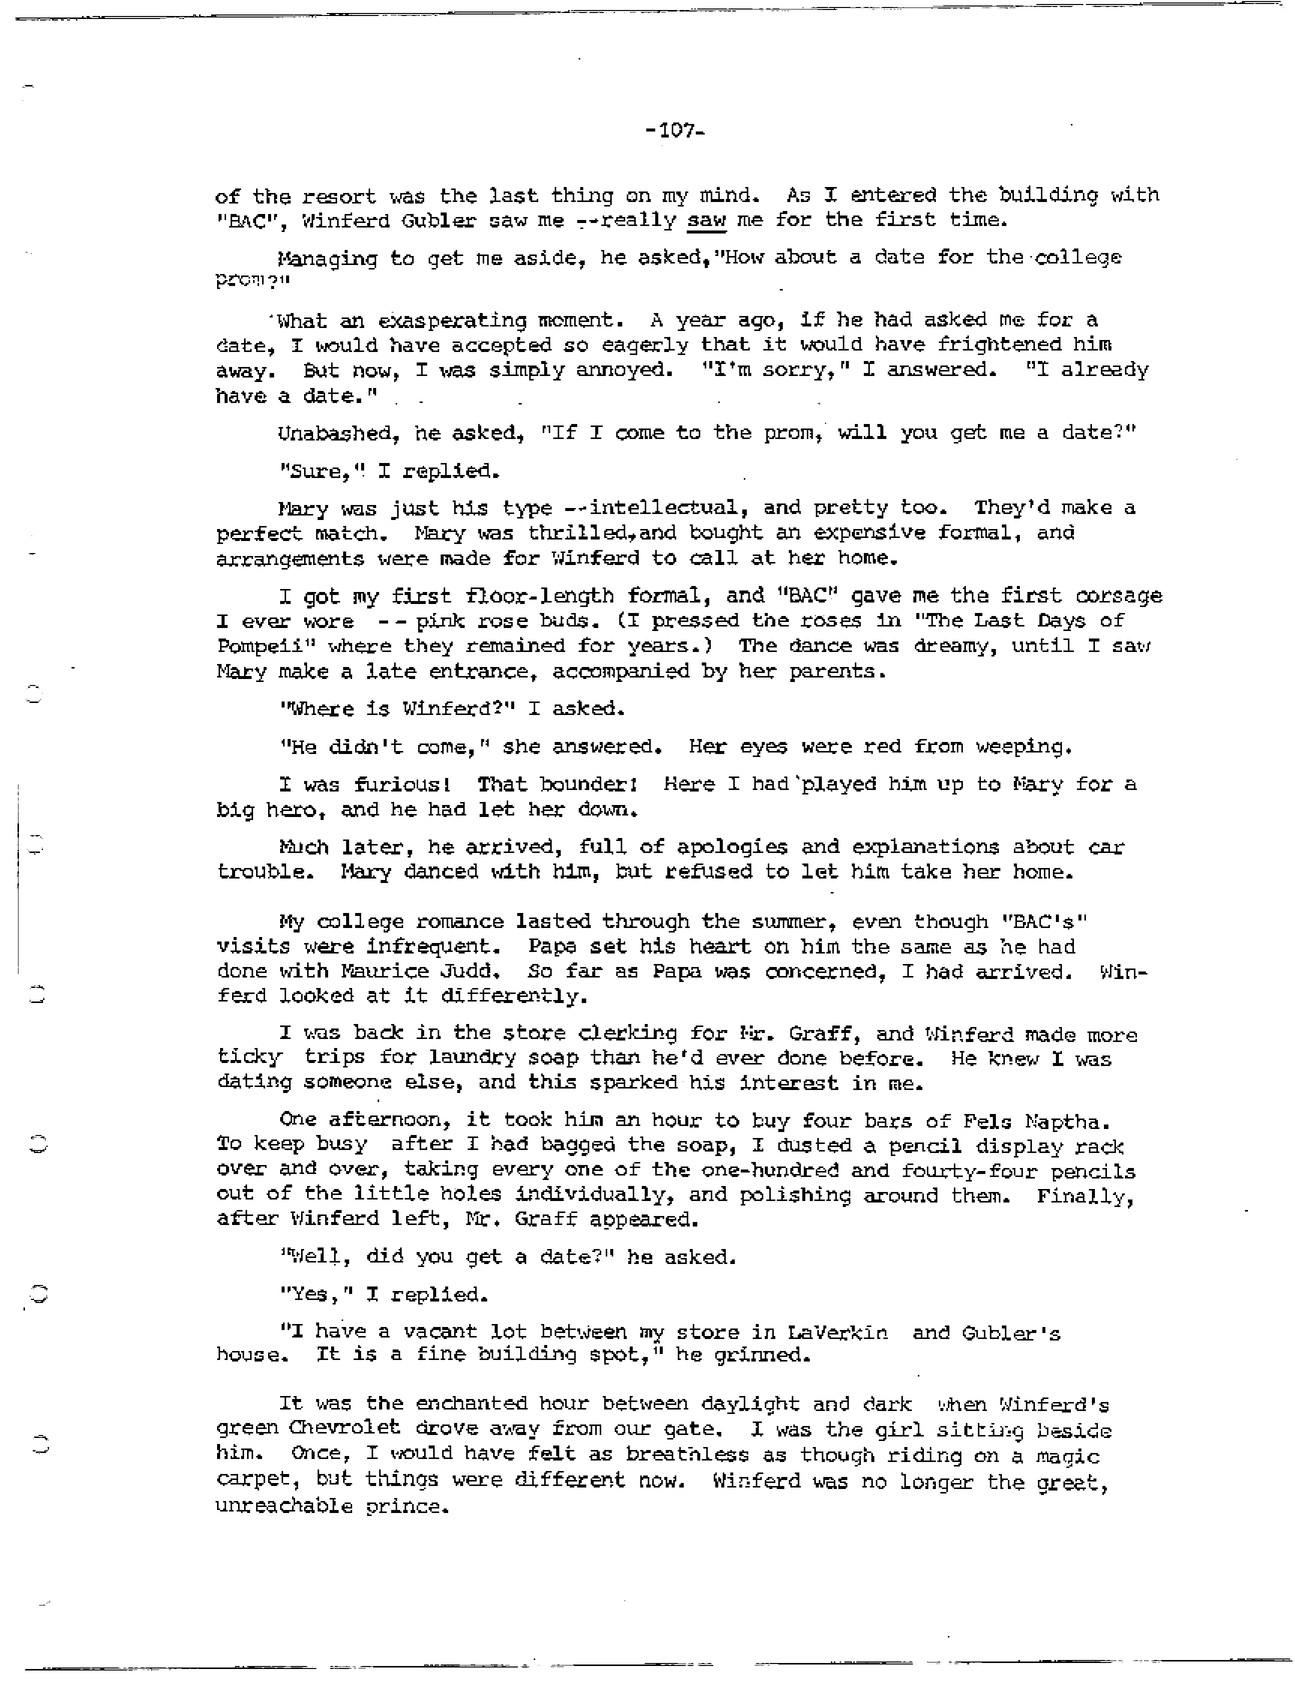 -107-
of the resort was the last thing on my mind.  As I entered the building with
"BAC", Winferd Gubler saw me --really saw me for the first time.
Managing to get me aside, he asked,"How about a date for the college
prom?"
What an exasperating moment.  A year ago, if he had asked me for a
date, I would have accepted so eagerly that it would have frightened him
away.  But now, I was simply annoyed.  "I'm sorry," I answered.  "I already
have a date."
Unabashed, he asked, "If I come to the prom, will you get me a date?"
"Sure," I replied.
Mary was just his type --intellectual, and pretty too.  They'd make a
perfect match.  Mary was thrilled,and bought an expensive formal, and
arrangements were made for Winferd to call at her home.
I got my first floor-length formal, and "BAC" gave me the first corsage
I ever wore -- pink rose buds. (I pressed the roses in "The Last Days of
Pompeii" where they remained for years.)  The dance was dreamy, until I saw
Mary make a late entrance, accompanied by her parents.
"Where is Winferd?" I asked.
"He didn't come," she answered.  Her eyes were red from weeping.
I was furious!  That bounder!  Here I had played him up to Mary for a
big hero, and he had let her down.
Much later, he arrived, full of apologies and explanations about car
trouble.  Mary danced with him, but refused to let him take her home.
My college romance lasted through the summer, even though "BAC's"
visits were infrequent.  Papa set his heart on him the same as he had
done with Maurice Judd.  So far as Papa was concerned, I had arrived.  Win-
ferd looked at it differently.
I was back in the store clerking for Mr. Graff, and Winferd made more
ticky  trips for laundry soap than he'd ever done before.  He knew I was
dating someone else, and this sparked his interest in me.
One afternoon, it took him an hour to buy four bars of Fels Naptha.
To keep busy  after I had bagged the soap, I dusted a pencil display rack
over and over, taking every one of the one-hundred and fourty-four pencils
out of the little holes individually, and polishing around them.  Finally,
after Winferd left, Mr. Graff appeared.
"Well, did you get a date?" he asked.
"Yes," I replied.
"I have a vacant lot between my store in LaVerkin  and Gubler's
house.  It is a fine building spot," he grinned.
It was the enchanted hour between daylight and dark  when Winferd's
green Chevrolet drove away from our gate.  I was the girl sitting beside
him.  Once, I would have felt as breathless as though riding on a magic
carpet, but things were different now.  Winferd was no longer the great,
unreachable prince.